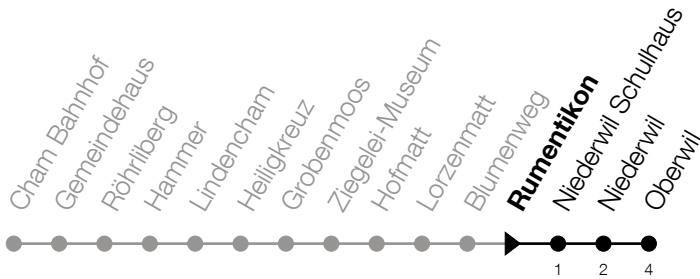 Cham Bahnhof
Gemeindehaus
Röhrliberg
Hammer
Lindencham
Heiligkreuz
Grobenmoos
Ziegelei-Museum
Hofmatt
Lorzenmatt
Blumenweg
Rumentikon
Niederwil Schulhaus
Niederwil
Oberwil
1
2
4